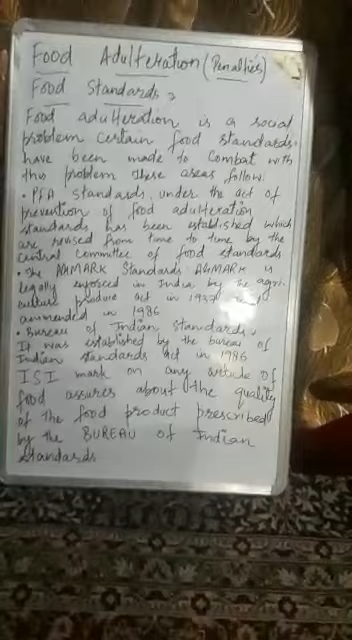 Food Adulteration (Penalties)
Food Standards
Food adulteration is a social
problem certain food standards
have been made to combat with
this problem these areas follow.
• PFA standards, under the act of
prevention of food adulteration
standards has been established which
are revised from time to time by the
central committee of food standards
• The AGMARK Standards: AGMARK is
legally enforced in India by the agri
culture produce act in 1937 and
ammended in 1986
• Bureau of Indian Standards.
It was established by the bureau of
Indian standards act in 1986
ISI mark on any article of
food assures about the quality
of the food product prescribed
by the BUREAU of Indian
standards